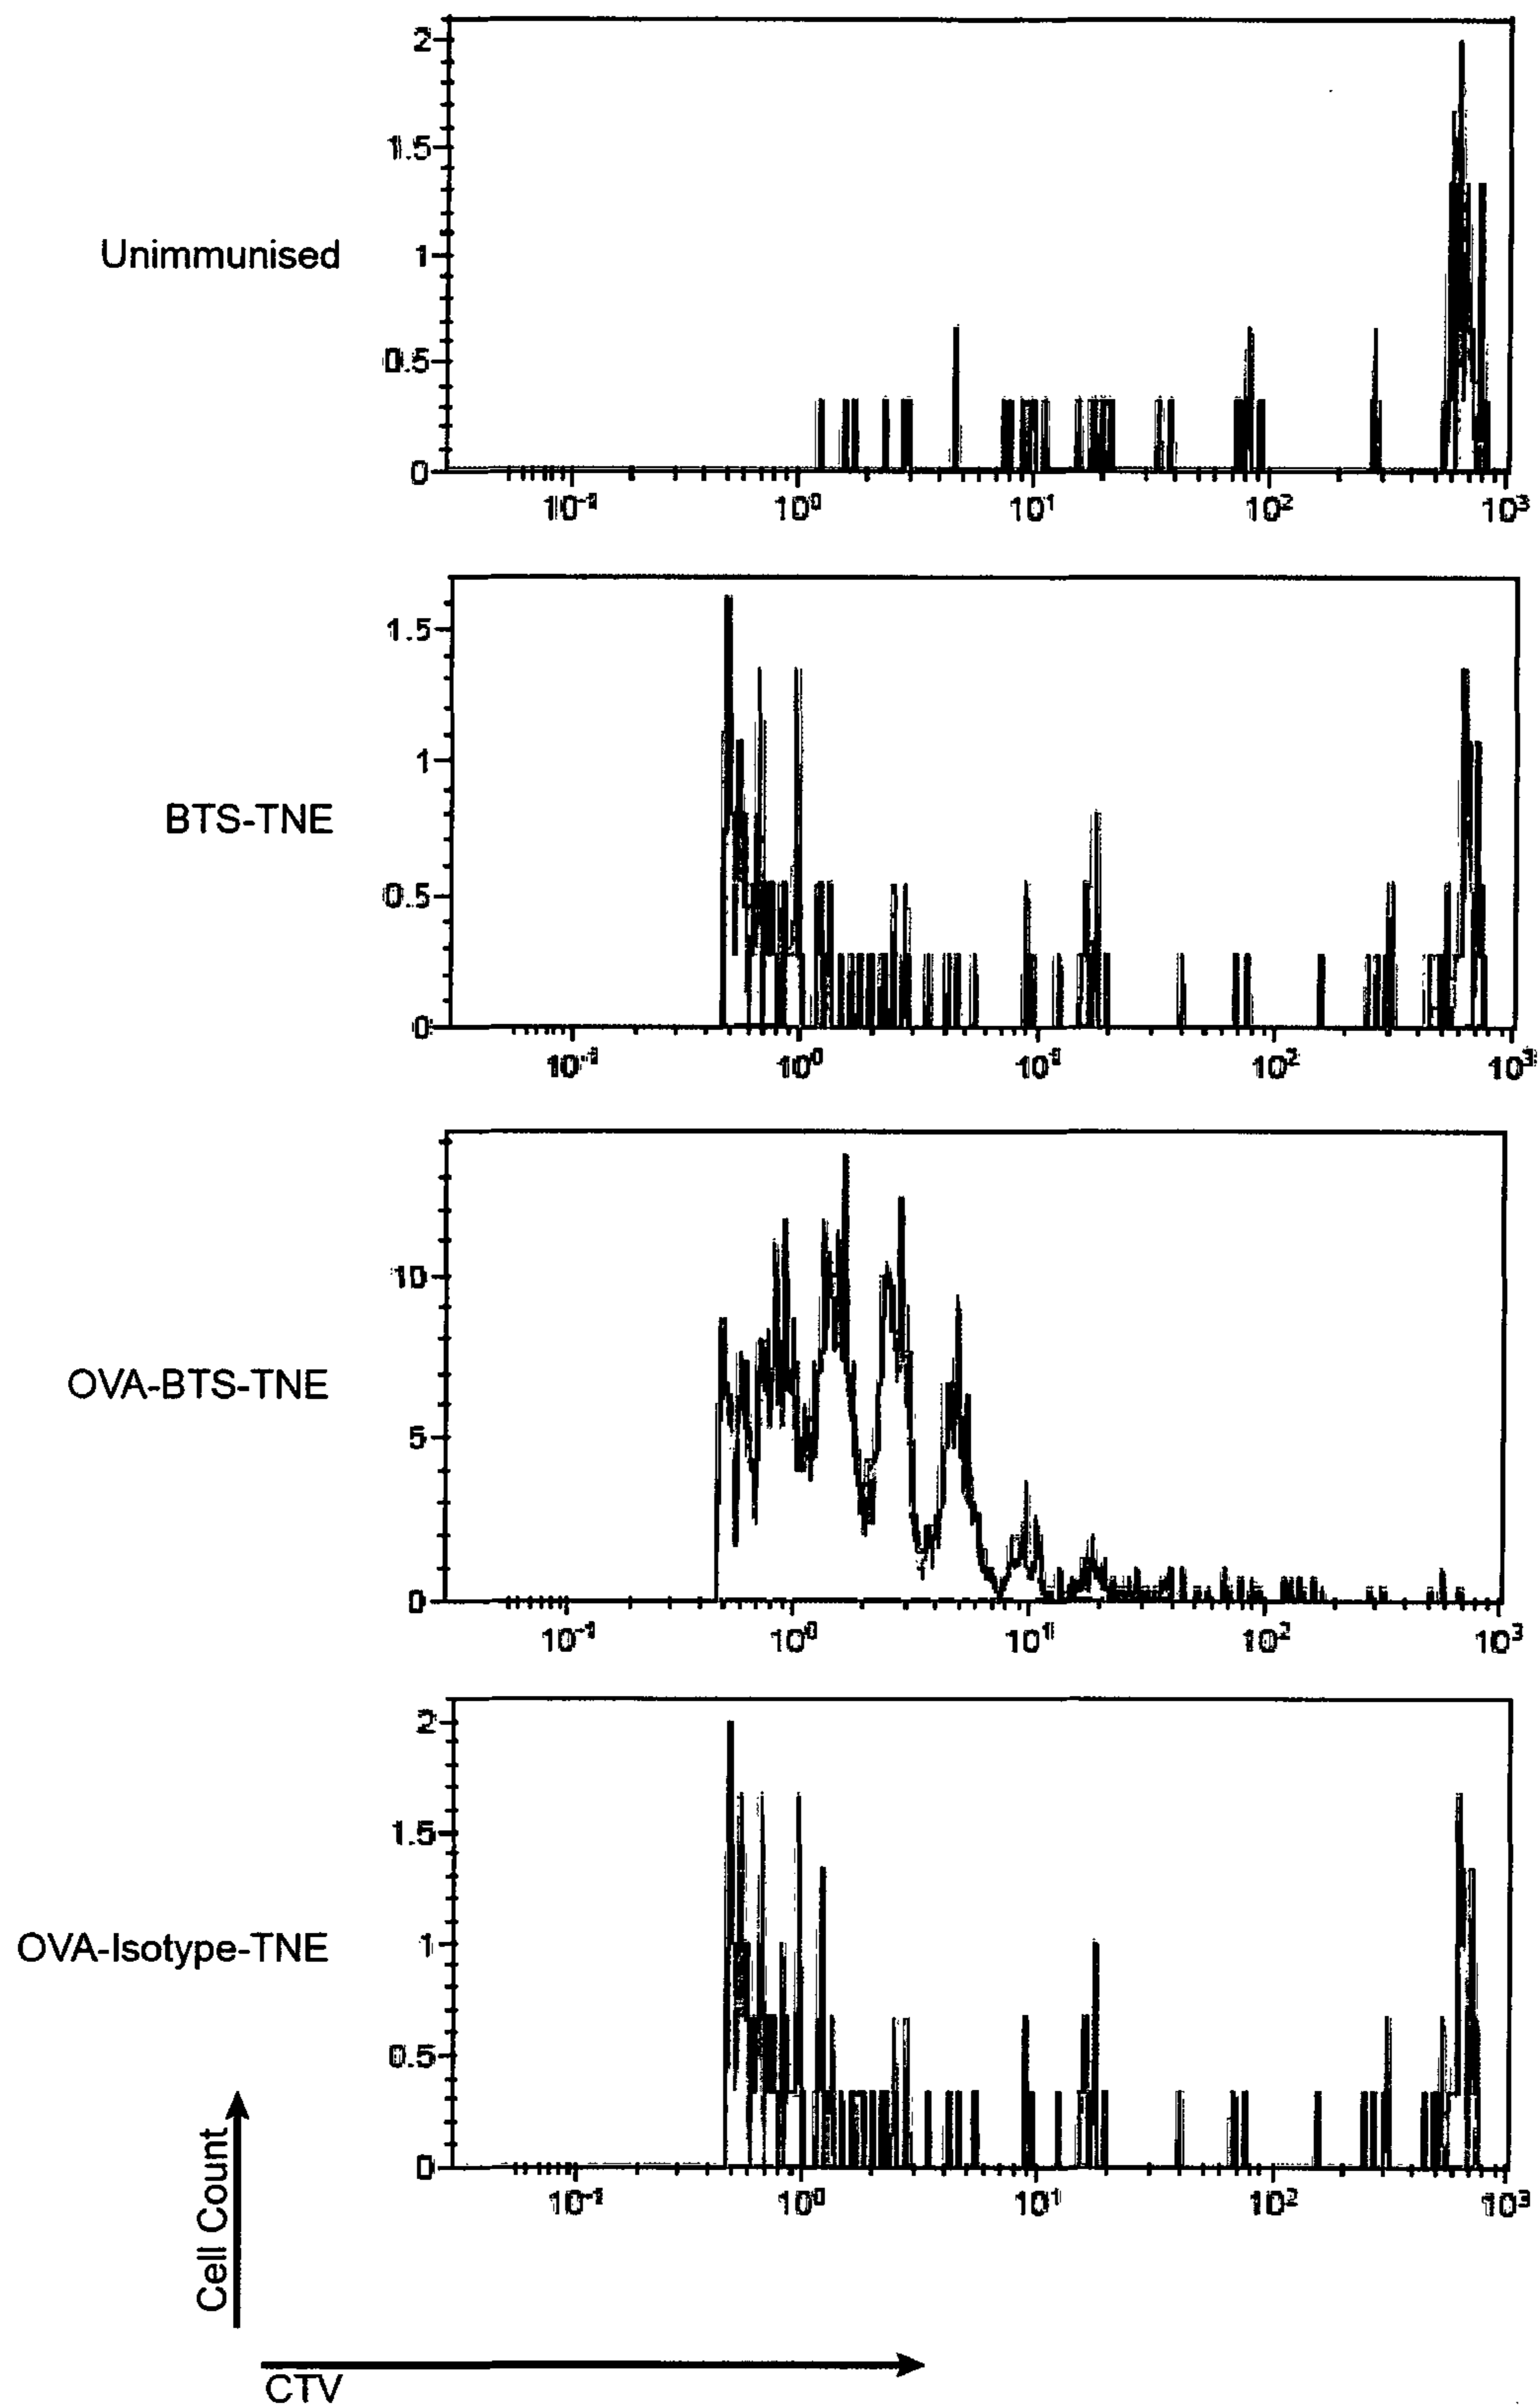 2
1.5
Unimmunised
1
0.5
0
10⁻¹ 10⁰ 10¹ 10² 10³
1.5
1
BTS-TNE
0.5
0
10⁻¹ 10⁰ 10¹ 10² 10³
10
OVA-BTS-TNE
5
0
10⁻¹ 10⁰ 10¹ 10² 10³
2
1.5
OVA-Isotype-TNE
1
0.5
0
10⁻¹ 10⁰ 10¹ 10² 10³
Cell Count
CTV